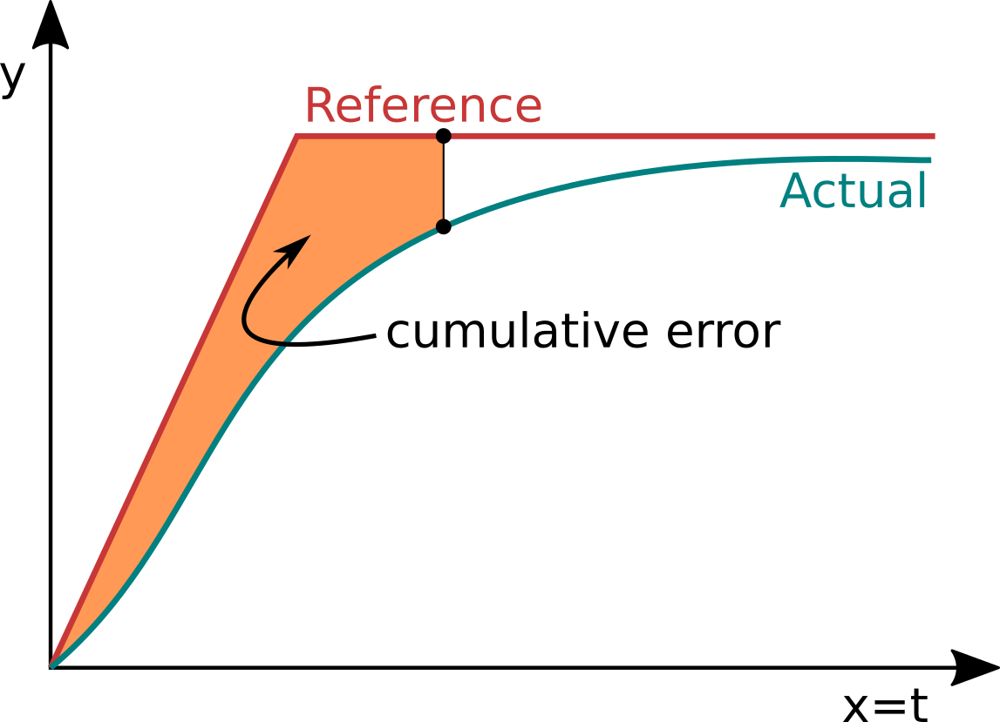 y
Reference
Actual
cumulative error
x=t